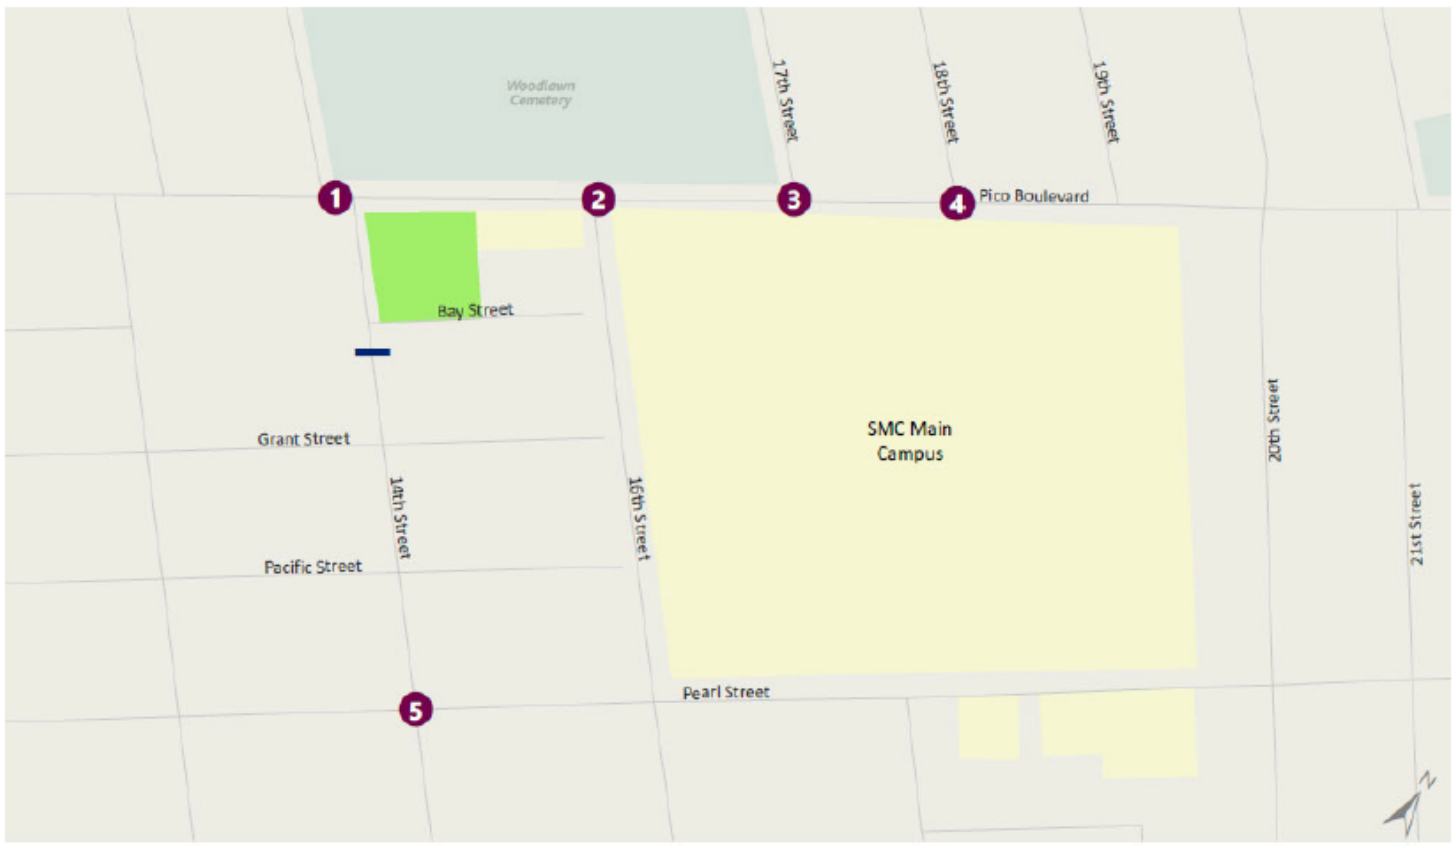 Woodlawn
Cemetery
17th Street
18th Street
19th Street
1
2
3
4
Pico Boulevard
Bay Street
Grant Street
SMC Main
Campus
20th Street
14th Street
16th Street
21st Street
Pacific Street
Pearl Street
5
N